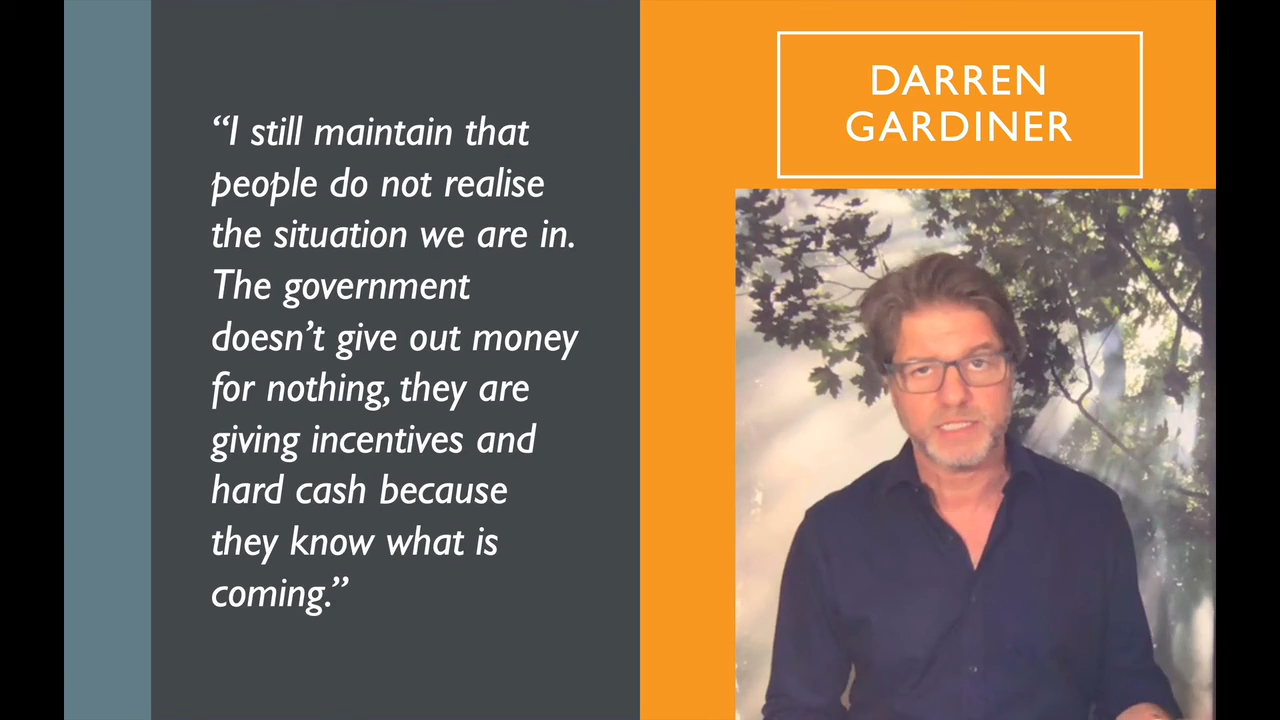 “I still maintain that
people do not realise
the situation we are in.
The government
doesn’t give out money
for nothing, they are
giving incentives and
hard cash because
they know what is
coming.”
DARREN
GARDINER